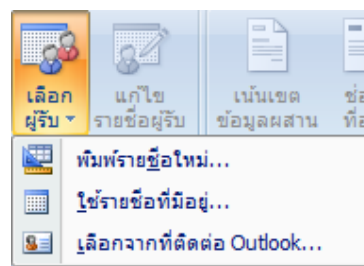 เลือก
ผู้รับ
แก้ไข
รายชื่อผู้รับ
เน้นเขต
ข้อมูลผสาน
พิมพ์รายชื่อใหม่...
ใช้รายชื่อที่มีอยู่...
เลือกจากที่ติดต่อ Outlook...